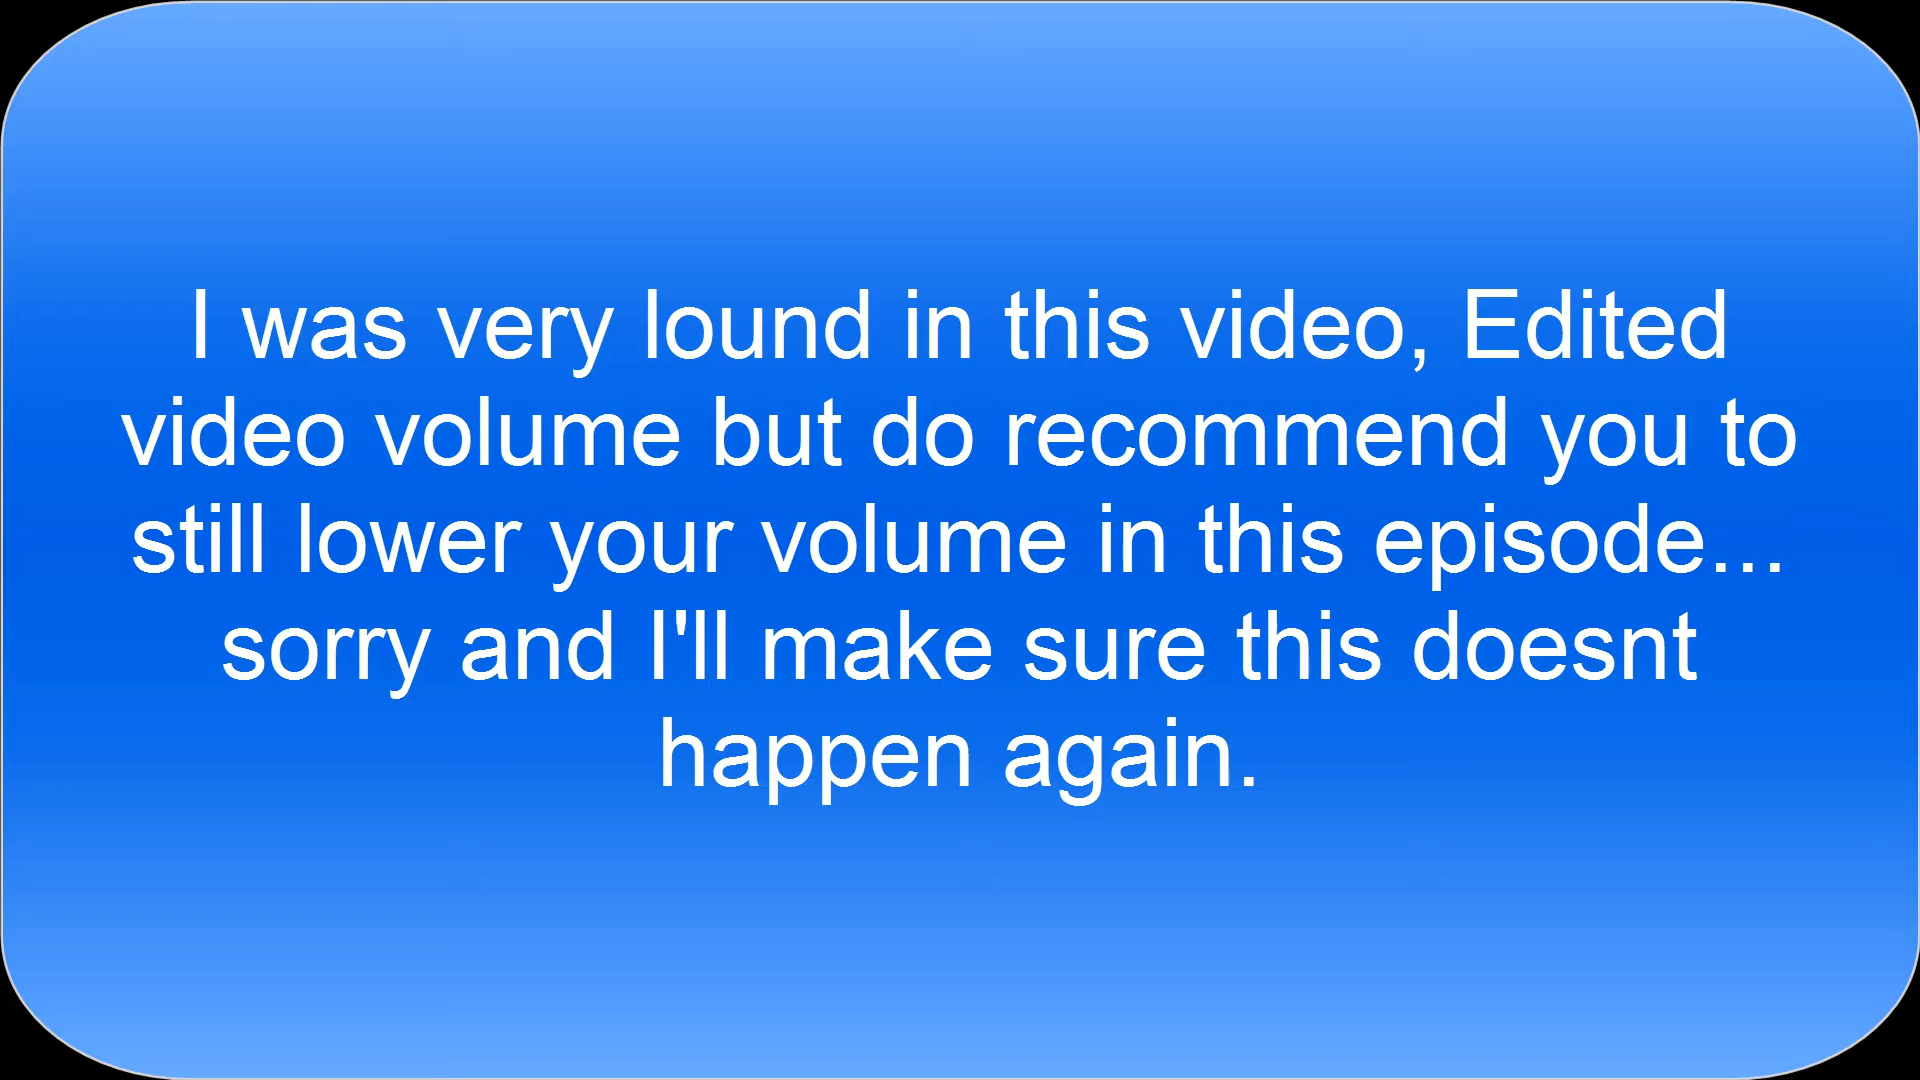 I was very lound in this video, Edited
video volume but do recommend you to
still lower your volume in this episode...
sorry and I'll make sure this doesnt
happen again.